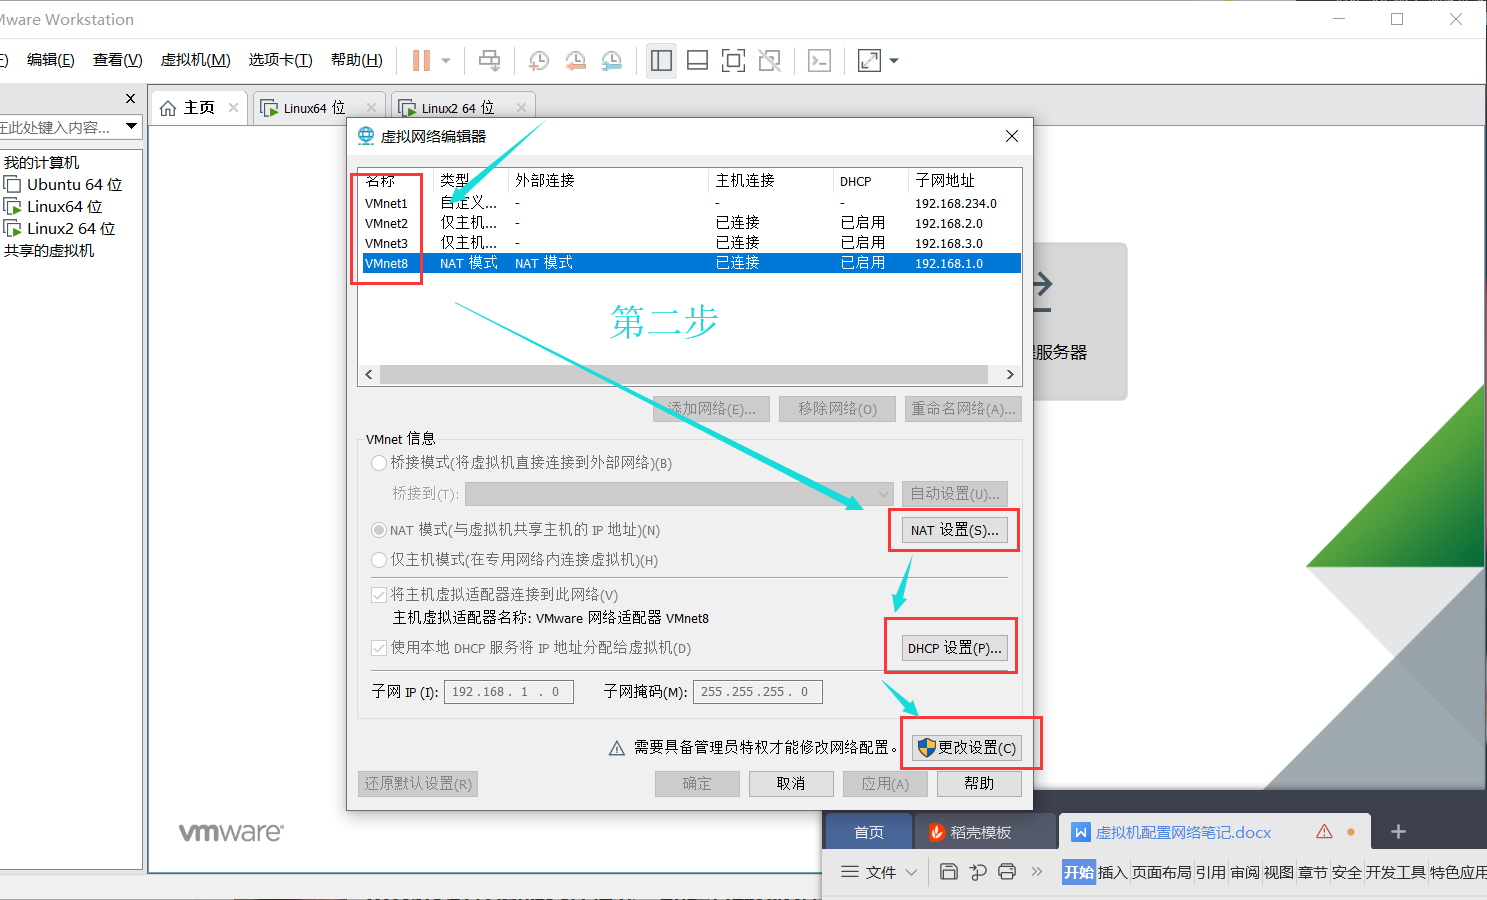 Mware Workstation
编辑(E) 查看(V) 虚拟机(M) 选项卡(T) 帮助(H)
主页 Linux64 位 Linux2 64 位
在此处键入内容...
我的计算机
Ubuntu 64 位
Linux64 位
Linux2 64 位
共享的虚拟机
虚拟网络编辑器
名称 类型 外部连接 主机连接 DHCP 子网地址
VMnet1 自定义... - - - 192.168.234.0
VMnet2 仅主机... - 已连接 已启用 192.168.2.0
VMnet3 仅主机... - 已连接 已启用 192.168.3.0
VMnet8 NAT 模式 NAT 模式 已连接 已启用 192.168.1.0
第二步
服务器
添加网络(E)... 移除网络(O) 重命名网络(A)...
VMnet 信息
桥接模式(将虚拟机直接连接到外部网络)(B)
桥接到(T): 自动设置(U)...
NAT 模式(与虚拟机共享主机的 IP 地址)(N) NAT 设置(S)...
仅主机模式(在专用网络内连接虚拟机)(H)
将主机虚拟适配器连接到此网络(V)
主机虚拟适配器名称: VMware 网络适配器 VMnet8
使用本地 DHCP 服务将 IP 地址分配给虚拟机(D) DHCP 设置(P)...
子网 IP (I): 192.168. 1 . 0 子网掩码(M): 255.255.255. 0
需要具备管理员特权才能修改网络配置。 更改设置(C)
还原默认设置(R) 确定 取消 应用(A) 帮助
vmware
首页 稻壳模板 虚拟机配置网络笔记.docx
文件 开始 插入 页面布局 引用 审阅 视图 章节 安全 开发工具 特色应用